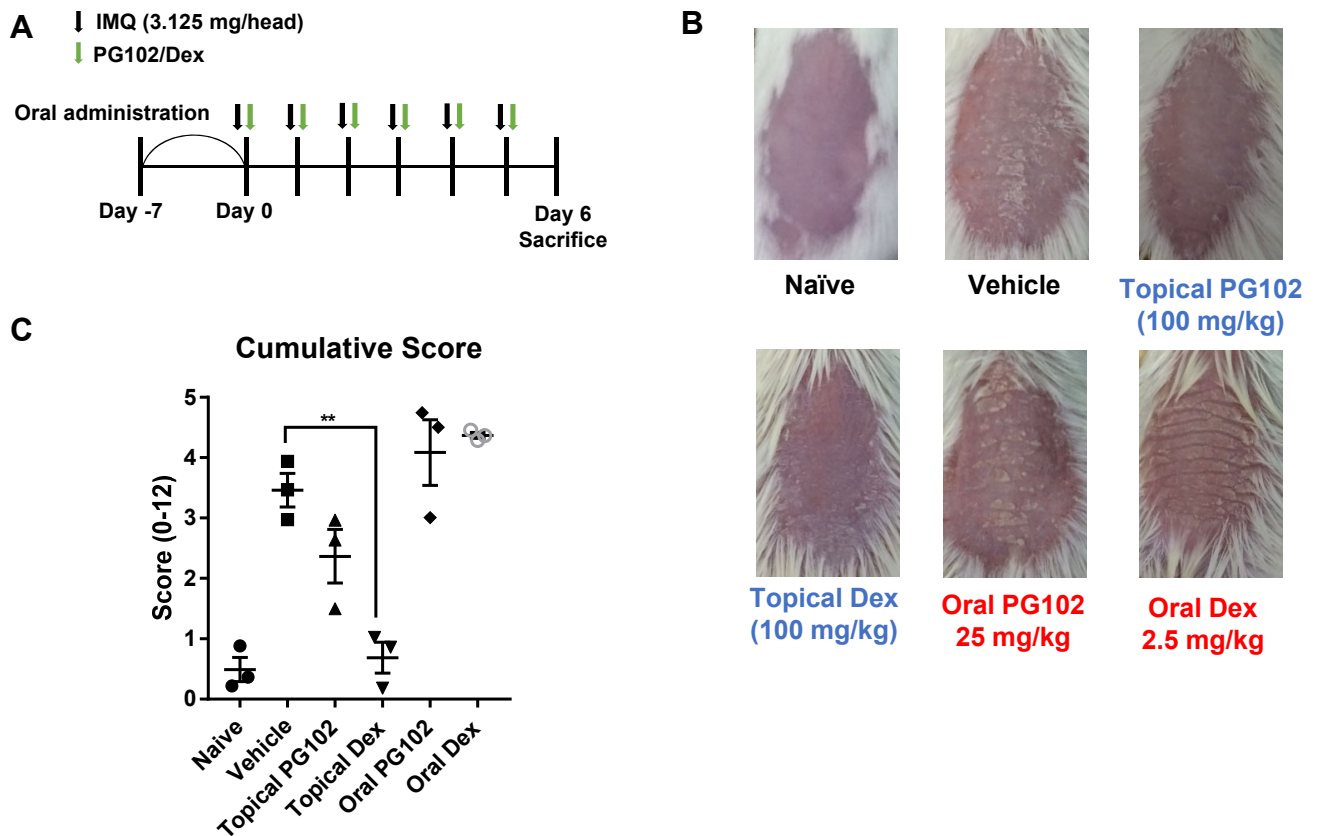 A
IMQ (3.125 mg/head)
PG102/Dex
Oral administration
Day -7
Day 0
Day 6
Sacrifice
B
Naïve
Vehicle
Topical PG102
(100 mg/kg)
Topical Dex
(100 mg/kg)
Oral PG102
25 mg/kg
Oral Dex
2.5 mg/kg
C
Cumulative Score
Score (0-12)
5
4
3
2
1
0
**
Naive
Vehicle
Topical PG102
Topical Dex
Oral PG102
Oral Dex